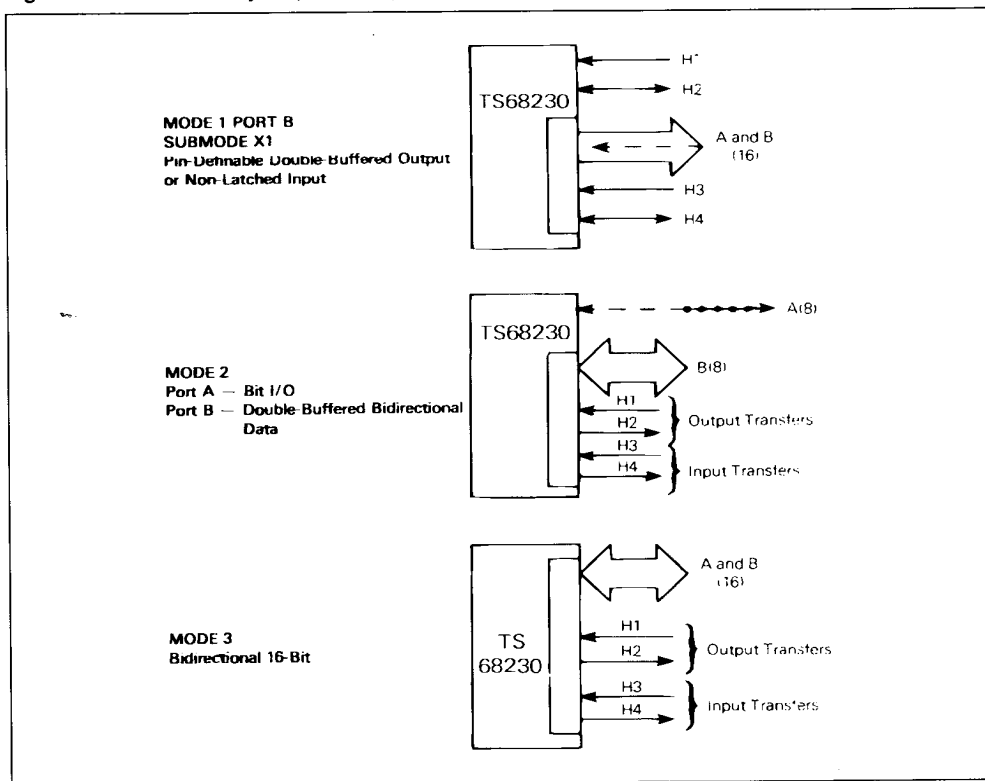 MODE 1 PORT B
SUBMODE X1
Pin-Definable Double-Buffered Output
or Non-Latched Input
TS68230
H1
H2
A and B
(16)
H3
H4
MODE 2
Port A — Bit I/O
Port B — Double-Buffered Bidirectional
Data
TS68230
A(8)
B(8)
H1
H2
Output Transfers
H3
H4
Input Transfers
MODE 3
Bidirectional 16-Bit
TS
68230
A and B
(16)
H1
H2
Output Transfers
H3
H4
Input Transfers